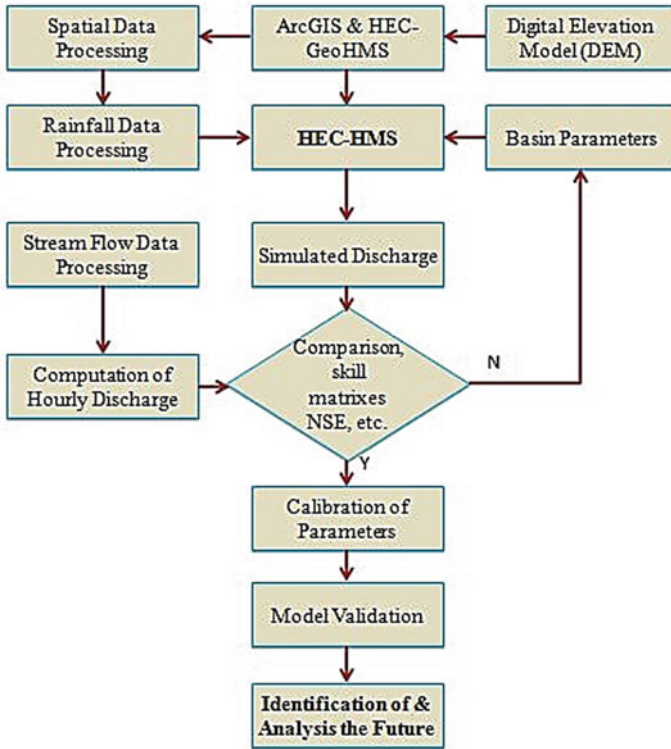 Spatial Data
Processing
ArcGIS & HEC-
GeoHMS
Digital Elevation
Model (DEM)
Rainfall Data
Processing
HEC-HMS
Basin Parameters
Stream Flow Data
Processing
Simulated Discharge
Computation of
Hourly Discharge
Comparison,
skill
matrixes
NSE, etc.
N
Y
Calibration of
Parameters
Model Validation
Identification of &
Analysis the Future